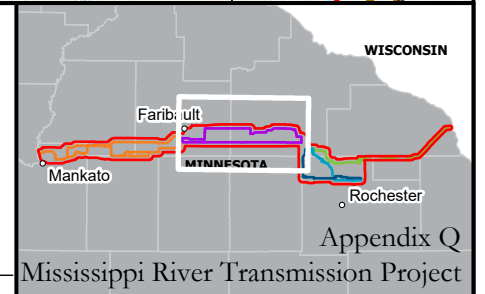 WISCONSIN
Faribault
MINNESOTA
Mankato
Rochester
Appendix Q
Mississippi River Transmission Project